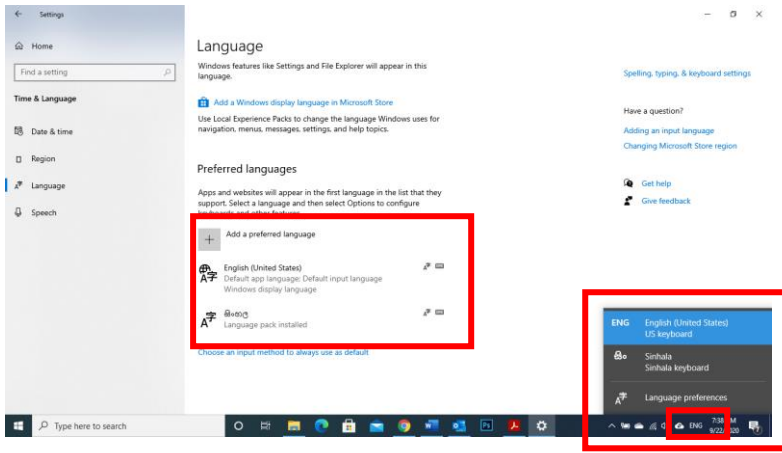 Settings
Home
Find a setting
Time & Language
Date & time
Region
Language
Speech
Language
Windows features like Settings and File Explorer will appear in this
language.
Add a Windows display language in Microsoft Store
Use Local Experience Packs to change the language Windows uses for
navigation, menus, messages, settings, and help topics.
Preferred languages
Apps and websites will appear in the first language in the list that they
support. Select a language and then select Options to configure
keyboards and other features.
Add a preferred language
English (United States)
Default app language; Default input language
Windows display language
සිංහල
Language pack installed
Choose an input method to always use as default
Spelling, typing, & keyboard settings
Have a question?
Adding an input language
Changing Microsoft Store region
Get help
Give feedback
ENG English (United States)
US keyboard
සිං Sinhala
Sinhala keyboard
Language preferences
Type here to search
ENG